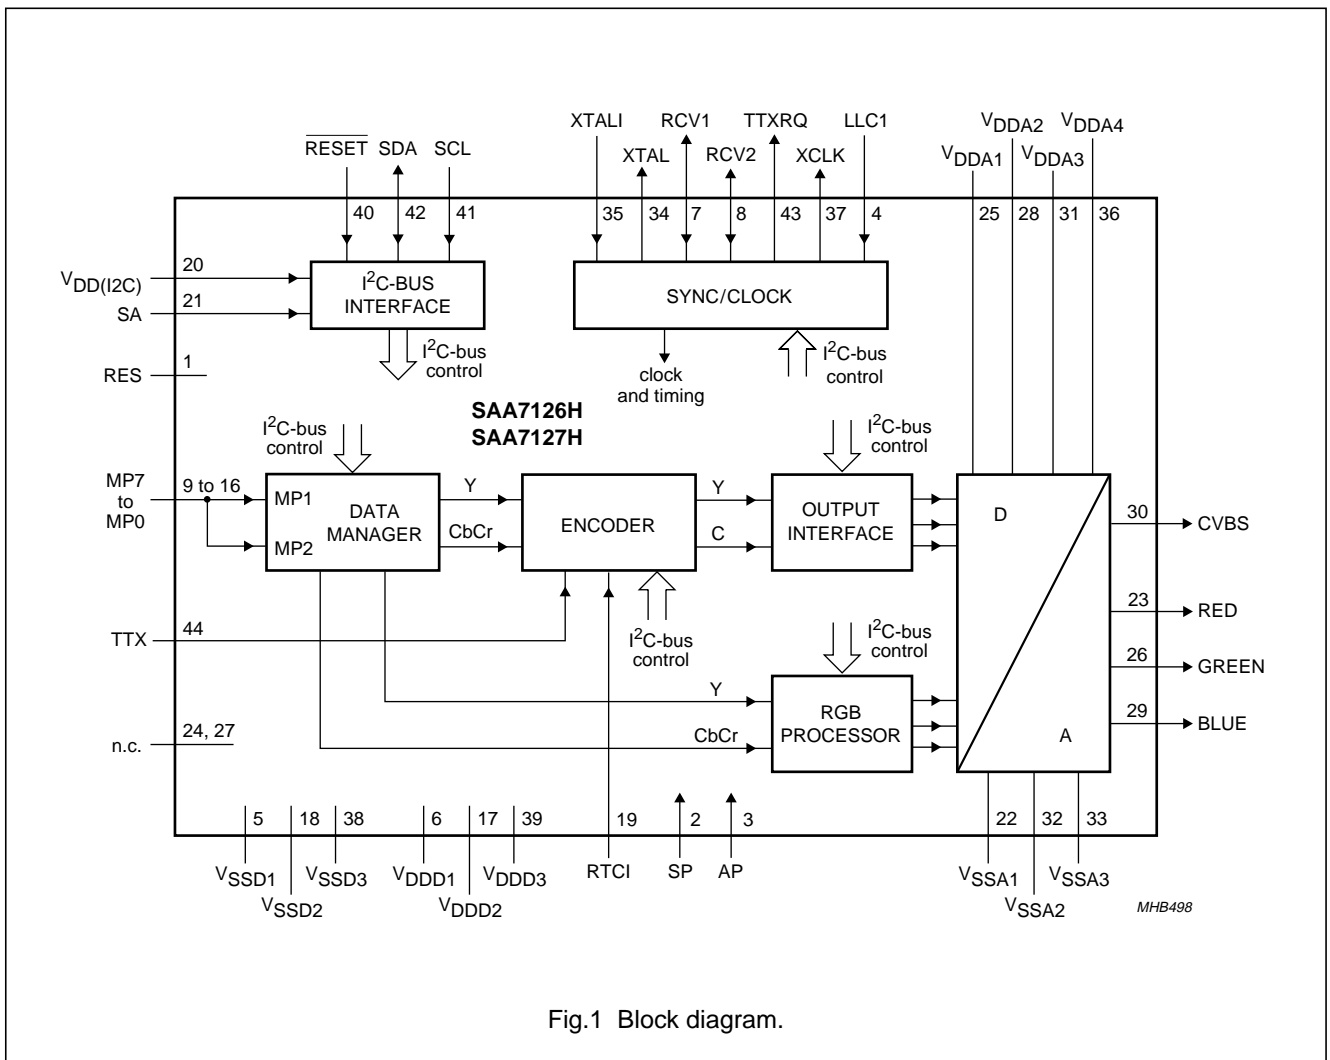 XTALI RCV1 TTXRQ LLC1 VDDA2 VDDA4
RESET SDA SCL XTAL RCV2 XCLK VDDA1 VDDA3
40 42 41 35 34 7 8 43 37 4 25 28 31 36
VDD(I2C) 20
SA 21
I2C-BUS
INTERFACE
SYNC/CLOCK
RES 1
I2C-bus
control
clock
and timing
I2C-bus
control
SAA7126H
SAA7127H
I2C-bus
control
I2C-bus
control
MP7
to
MP0
9 to 16
MP1
DATA
MANAGER
MP2
Y
CbCr
ENCODER
Y
C
OUTPUT
INTERFACE
D
30 CVBS
23 RED
TTX 44
I2C-bus
control
I2C-bus
control
26 GREEN
Y
CbCr
RGB
PROCESSOR
A
29 BLUE
n.c. 24, 27
5 18 38 6 17 39 19 2 3 22 32 33
VSSD1 VSSD3 VDDD1 VDDD3 RTCI SP AP VSSA1 VSSA3
VSSD2 VDDD2 VSSA2
MHB498
Fig.1 Block diagram.